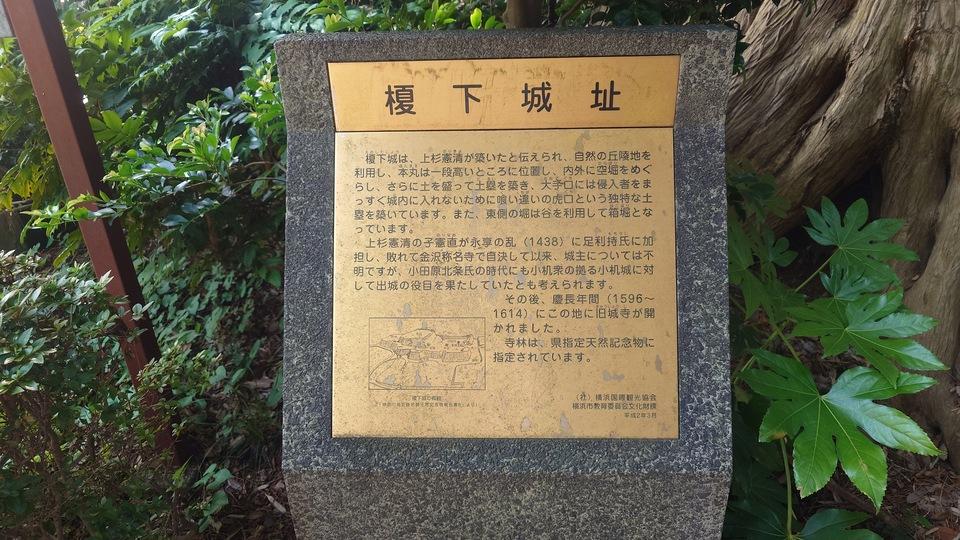 榎下城址
榎下城は、上杉憲清が築いたと伝えられ、自然の丘陵地を
利用し、本丸は一段高いところに位置し、内外に空堀をめぐ
らし、さらに土を盛って土塁を築き、大手口には侵入者をま
っすぐ城内に入れないために喰い違いの虎口という独特な土
塁を築いています。また、東側の堀は谷を利用して箱堀とな
っています。
上杉憲清の子憲直が永享の乱（1438）に足利持氏に加
担し、敗れて金沢称名寺で自決して以来、城主については不
明ですが、小田原北条氏の時代にも小机衆の拠る小机城に対
して出城の役目を果たしていたとも考えられます。
その後、慶長年間（1596～
1614）にこの地に旧城寺が開
かれました。
寺林は、県指定天然記念物に
指定されています。
（社）横浜国際観光協会
横浜市教育委員会文化財課
平成2年3月